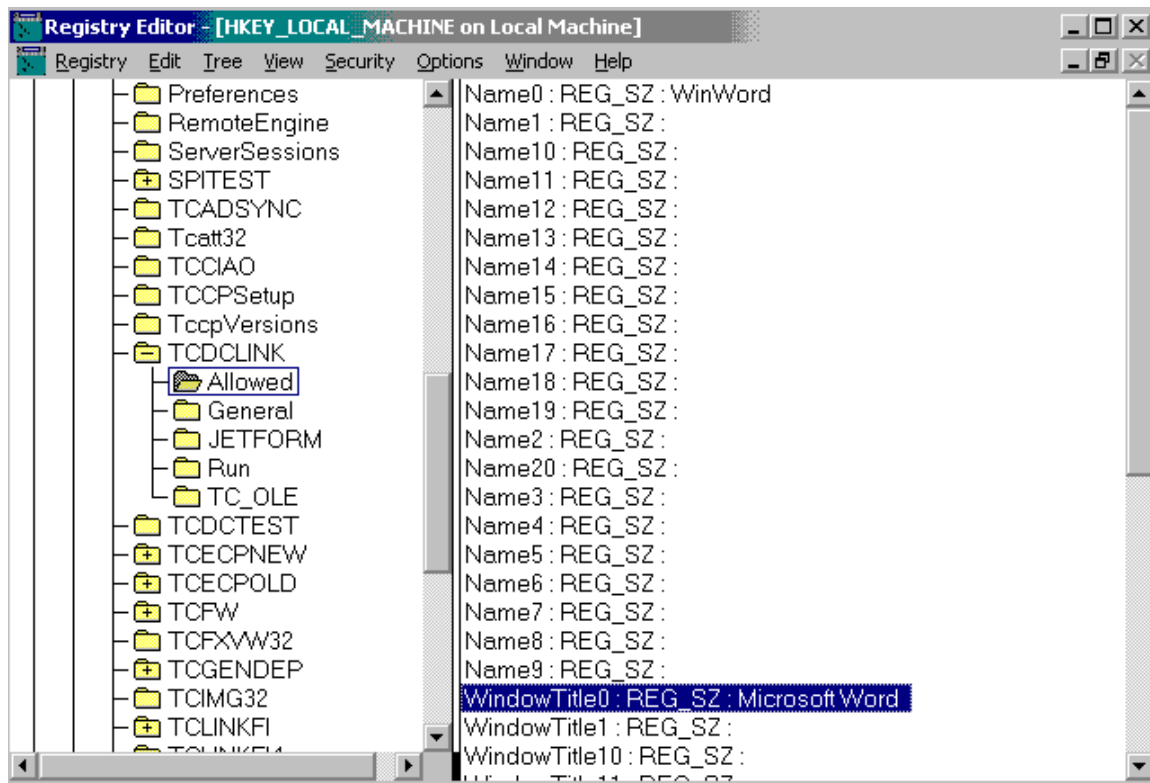 Registry Editor - [HKEY_LOCAL_MACHINE on Local Machine]
Registry Edit Tree View Security Options Window Help
Preferences
RemoteEngine
ServerSessions
SPITEST
TCADSYNC
Tcatt32
TCCIAO
TCCPSetup
TccpVersions
TCDCLINK
Allowed
General
JETFORM
Run
TC_OLE
TCDCTEST
TCECPNEW
TCECPOLD
TCFW
TCFXVW32
TCGENDEP
TCIMG32
TCLINKFI
Name0 : REG_SZ : WinWord
Name1 : REG_SZ :
Name10 : REG_SZ :
Name11 : REG_SZ :
Name12 : REG_SZ :
Name13 : REG_SZ :
Name14 : REG_SZ :
Name15 : REG_SZ :
Name16 : REG_SZ :
Name17 : REG_SZ :
Name18 : REG_SZ :
Name19 : REG_SZ :
Name2 : REG_SZ :
Name20 : REG_SZ :
Name3 : REG_SZ :
Name4 : REG_SZ :
Name5 : REG_SZ :
Name6 : REG_SZ :
Name7 : REG_SZ :
Name8 : REG_SZ :
Name9 : REG_SZ :
WindowTitle0 : REG_SZ : Microsoft Word
WindowTitle1 : REG_SZ :
WindowTitle10 : REG_SZ :